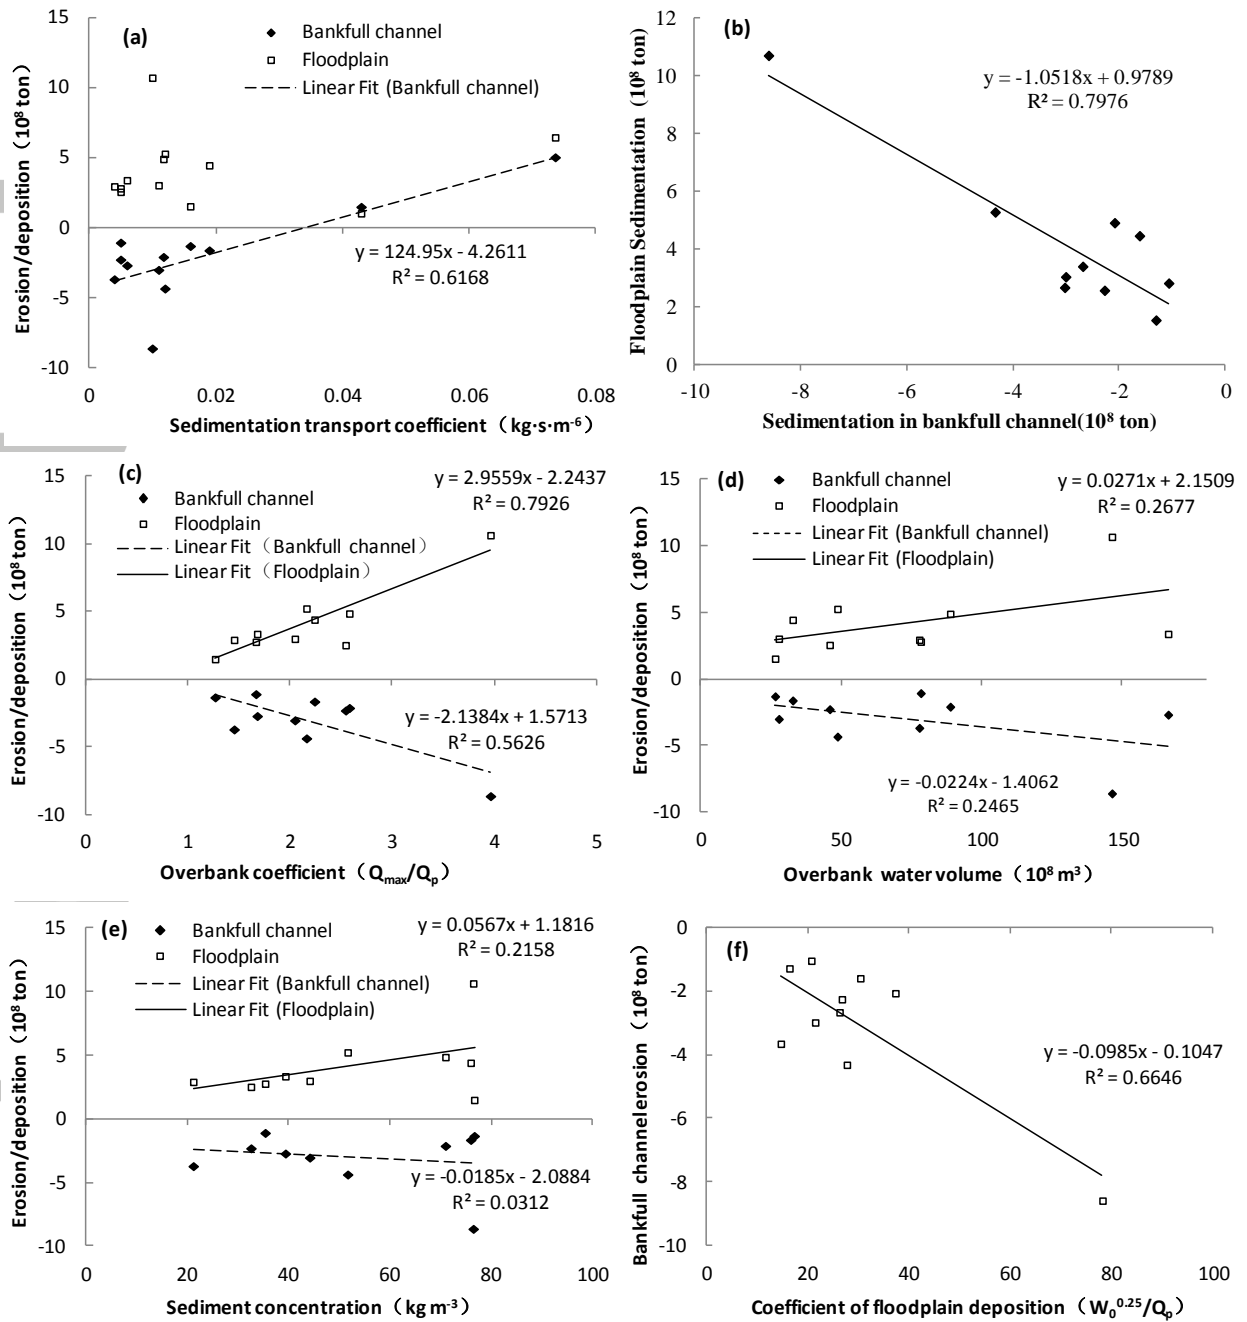 (a)
Bankfull channel
Floodplain
Linear Fit (Bankfull channel)
15
10
5
0
-5
-10
Erosion/deposition (10⁸ ton)
y = 124.95x - 4.2611
R² = 0.6168
0 0.02 0.04 0.06 0.08
Sedimentation transport coefficient (kg·s·m⁻⁶)
(b)
12
10
8
6
4
2
0
Floodplain Sedimentation (10⁸ ton)
y = -1.0518x + 0.9789
R² = 0.7976
-10 -8 -6 -4 -2 0
Sedimentation in bankfull channel(10⁸ ton)
(c)
Bankfull channel
Floodplain
Linear Fit (Bankfull channel)
Linear Fit (Floodplain)
y = 2.9559x - 2.2437
R² = 0.7926
15
10
5
0
-5
-10
Erosion/deposition (10⁸ ton)
y = -2.1384x + 1.5713
R² = 0.5626
0 1 2 3 4 5
Overbank coefficient (Qmax/Qp)
(d)
Bankfull channel
Floodplain
Linear Fit (Bankfull channel)
Linear Fit (Floodplain)
y = 0.0271x + 2.1509
R² = 0.2677
15
10
5
0
-5
-10
Erosion/deposition (10⁸ ton)
y = -0.0224x - 1.4062
R² = 0.2465
0 50 100 150
Overbank water volume (10⁸ m³)
(e)
Bankfull channel
Floodplain
Linear Fit (Bankfull channel)
Linear Fit (Floodplain)
y = 0.0567x + 1.1816
R² = 0.2158
15
10
5
0
-5
-10
Erosion/deposition (10⁸ ton)
y = -0.0185x - 2.0884
R² = 0.0312
0 20 40 60 80 100
Sediment concentration (kg m⁻³)
(f)
0
-2
-4
-6
-8
-10
Bankfull channelerosion (10⁸ ton)
y = -0.0985x - 0.1047
R² = 0.6646
0 20 40 60 80 100
Coefficient of floodplain deposition (W₀⁰·²⁵/Qp)